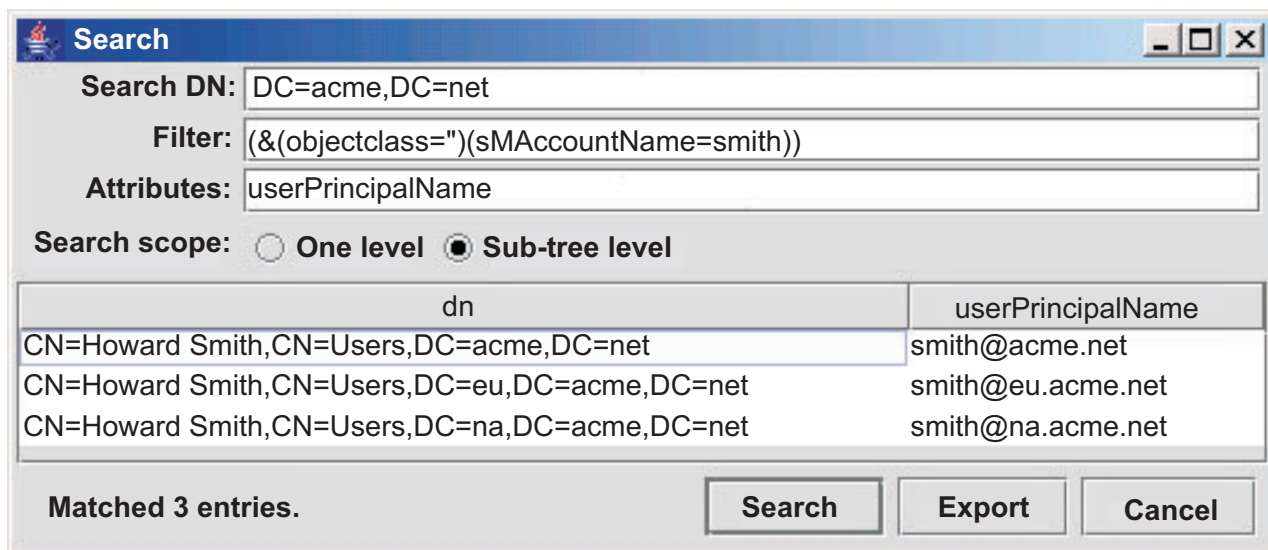 Search
Search DN: DC=acme,DC=net
Filter: (&(objectclass=")(sMAccountName=smith))
Attributes: userPrincipalName
Search scope: One level Sub-tree level
dn userPrincipalName
CN=Howard Smith,CN=Users,DC=acme,DC=net smith@acme.net
CN=Howard Smith,CN=Users,DC=eu,DC=acme,DC=net smith@eu.acme.net
CN=Howard Smith,CN=Users,DC=na,DC=acme,DC=net smith@na.acme.net
Matched 3 entries. Search Export Cancel